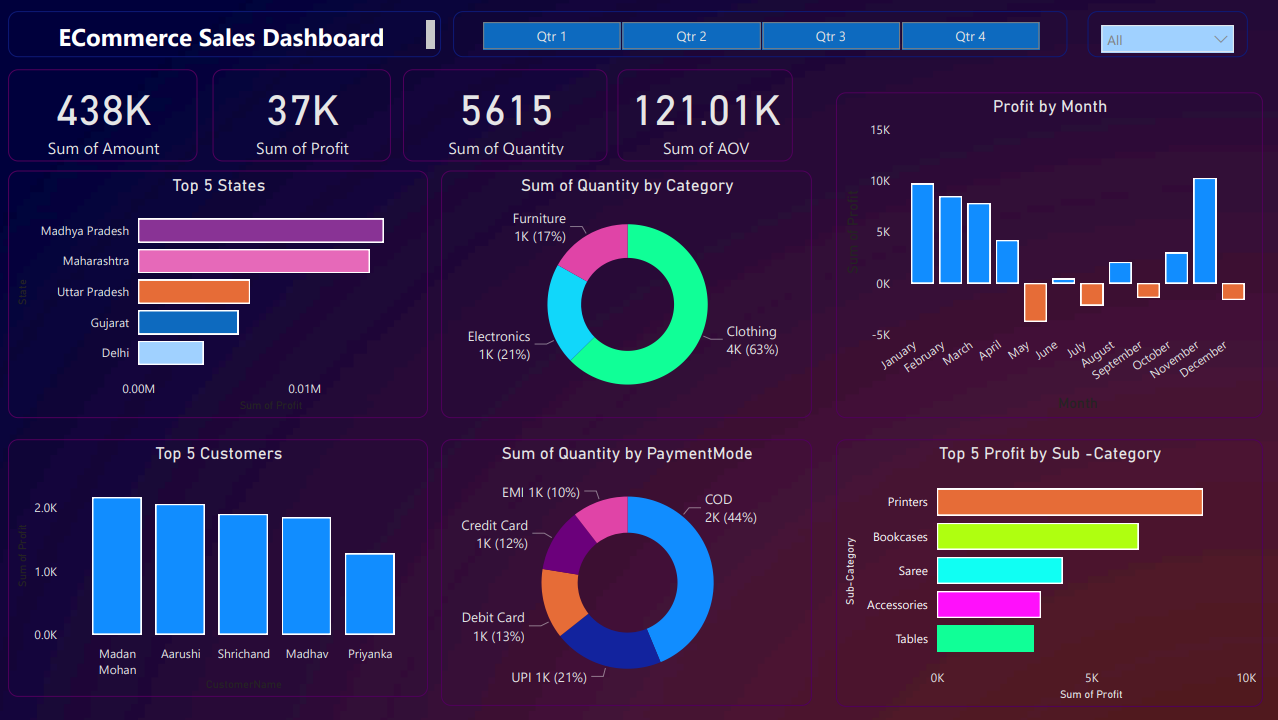 ECommerce Sales Dashboard
Qtr 1
Qtr 2
Qtr 3
Qtr 4
All
438K
Sum of Amount
37K
Sum of Profit
5615
Sum of Quantity
121.01K
Sum of AOV
Top 5 States
State
Madhya Pradesh
Maharashtra
Uttar Pradesh
Gujarat
Delhi
0.00M
0.01M
Sum of Profit
Sum of Quantity by Category
Furniture
1K (17%)
Electronics
1K (21%)
Clothing
4K (63%)
Profit by Month
Sum of Profit
15K
10K
5K
0K
-5K
January
February
March
April
May
June
July
August
September
October
November
December
Month
Top 5 Customers
Sum of Profit
2.0K
1.0K
0.0K
Madan
Mohan
Aarushi
Shrichand
Madhav
Priyanka
CustomerName
Sum of Quantity by PaymentMode
EMI 1K (10%)
COD
2K (44%)
Credit Card
1K (12%)
Debit Card
1K (13%)
UPI 1K (21%)
Top 5 Profit by Sub -Category
Sub-Category
Printers
Bookcases
Saree
Accessories
Tables
0K
5K
10K
Sum of Profit